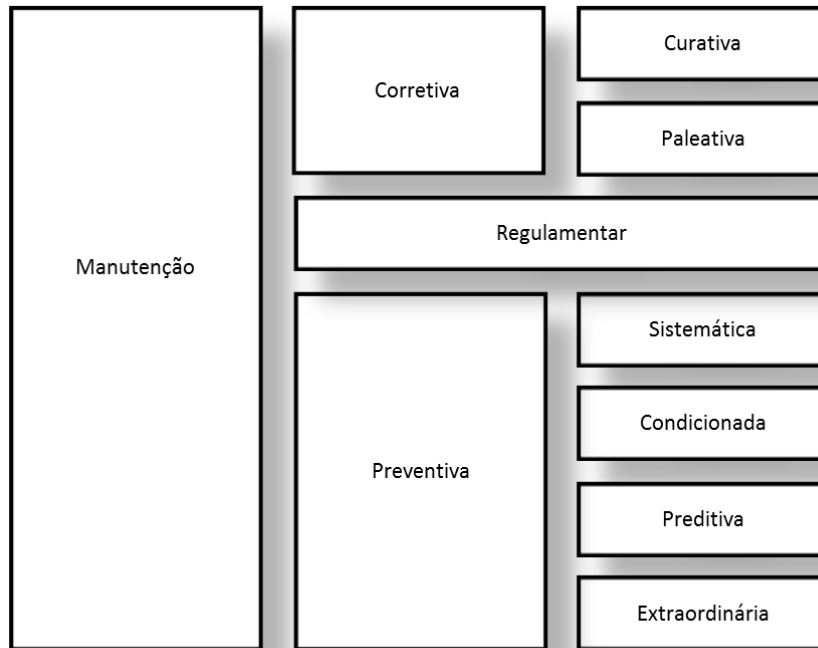 Manutenção
Corretiva
Curativa
Paleativa
Regulamentar
Preventiva
Sistemática
Condicionada
Preditiva
Extraordinária